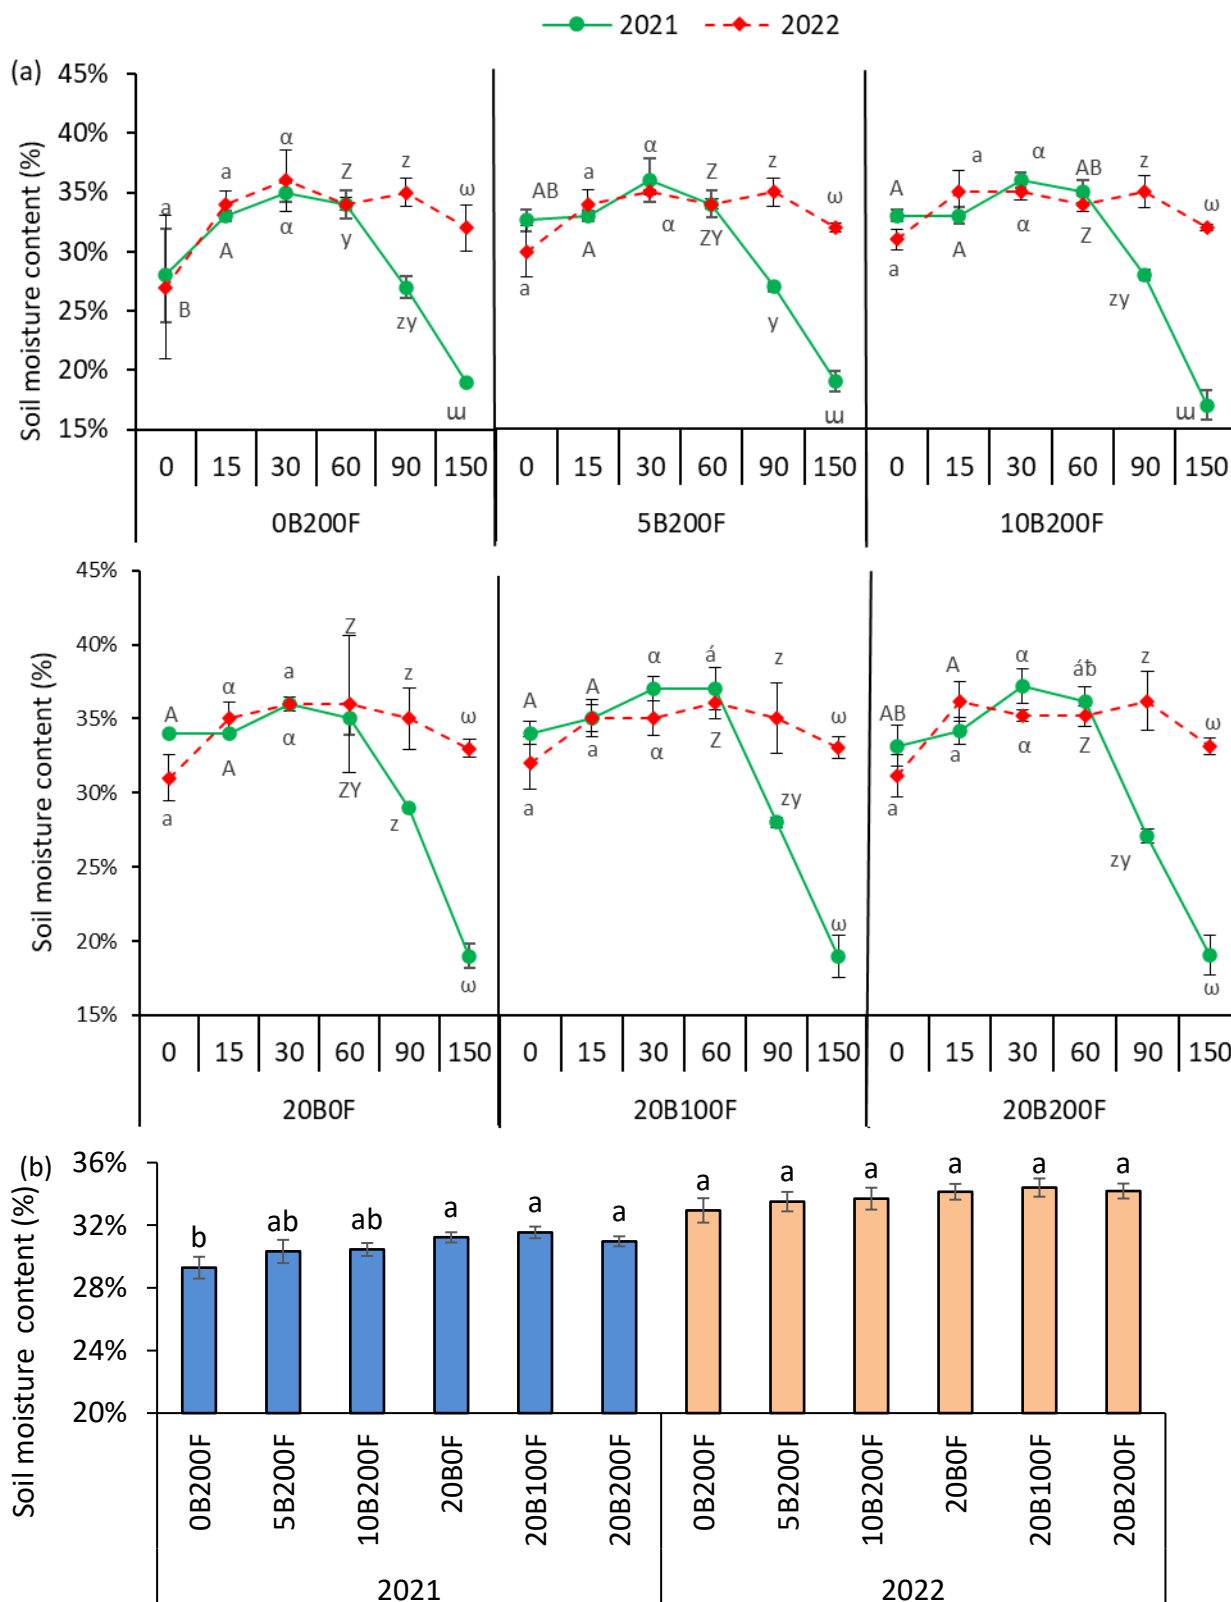 2021 2022
(a)
Soil moisture content (%)
45%
40%
35%
30%
25%
20%
15%
a B a A α α Z y z zy ω ɯ
AB a a A α α Z ZY z y ω ɯ
A a a A α α AB Z z zy ω ɯ
0 15 30 60 90 150 0 15 30 60 90 150 0 15 30 60 90 150
0B200F 5B200F 10B200F
Soil moisture content (%)
45%
40%
35%
30%
25%
20%
15%
A a α A a α Z ZY z z ω ω
A a A a α α á Z z zy ω ω
AB a A a α α áƀ Z z zy ω ω
0 15 30 60 90 150 0 15 30 60 90 150 0 15 30 60 90 150
20B0F 20B100F 20B200F
(b)
Soil moisture content (%)
36%
32%
28%
24%
20%
b ab ab a a a a a a a a a
0B200F 5B200F 10B200F 20B0F 20B100F 20B200F 0B200F 5B200F 10B200F 20B0F 20B100F 20B200F
2021 2022